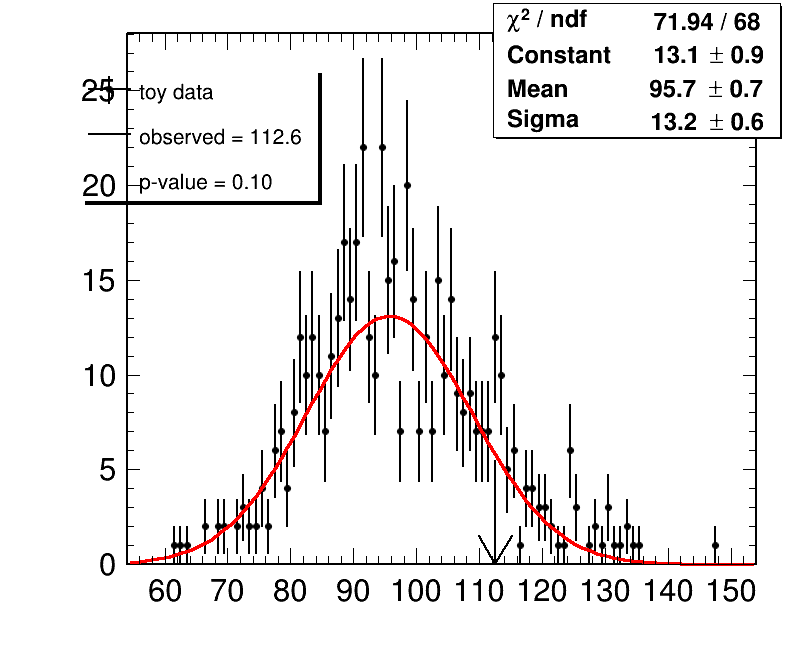 χ² / ndf 71.94 / 68
Constant 13.1 ± 0.9
Mean 95.7 ± 0.7
Sigma 13.2 ± 0.6
toy data
observed = 112.6
p-value = 0.10
25
20
15
10
5
0
60 70 80 90 100 110 120 130 140 150